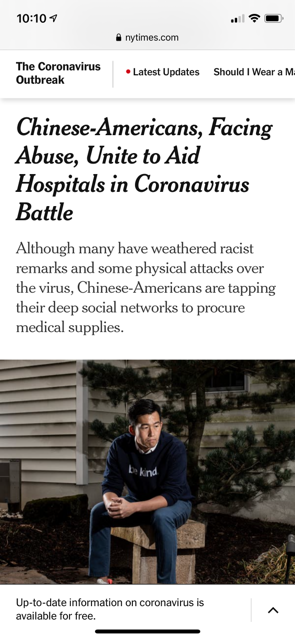 10:10
nytimes.com
The Coronavirus
Outbreak
Latest Updates
Should I Wear a Ma
Chinese-Americans, Facing
Abuse, Unite to Aid
Hospitals in Coronavirus
Battle
Although many have weathered racist
remarks and some physical attacks over
the virus, Chinese-Americans are tapping
their deep social networks to procure
medical supplies.
be kind.
Up-to-date information on coronavirus is
available for free.